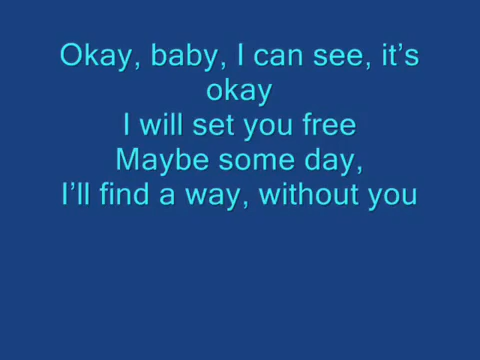 Okay, baby, I can see, it’s
okay
I will set you free
Maybe some day,
I’ll find a way, without you